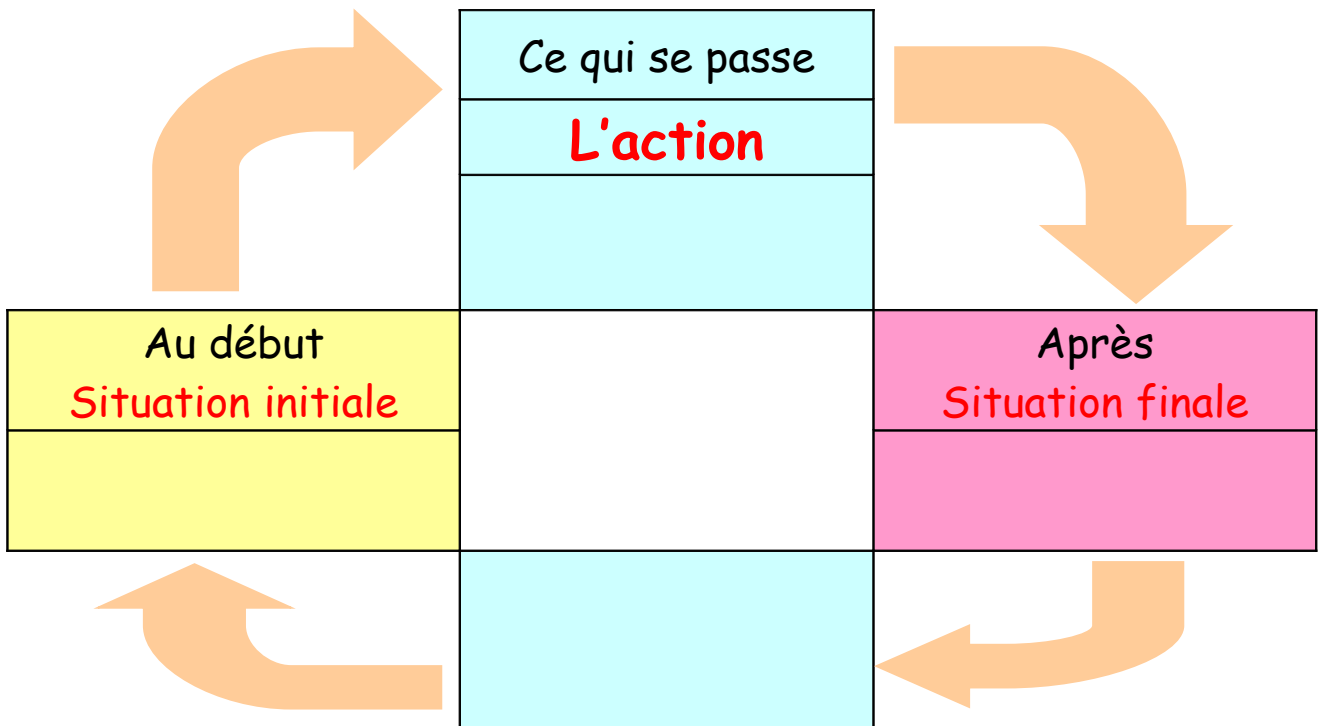 Ce qui se passe
L'action
Au début
Situation initiale
Après
Situation finale